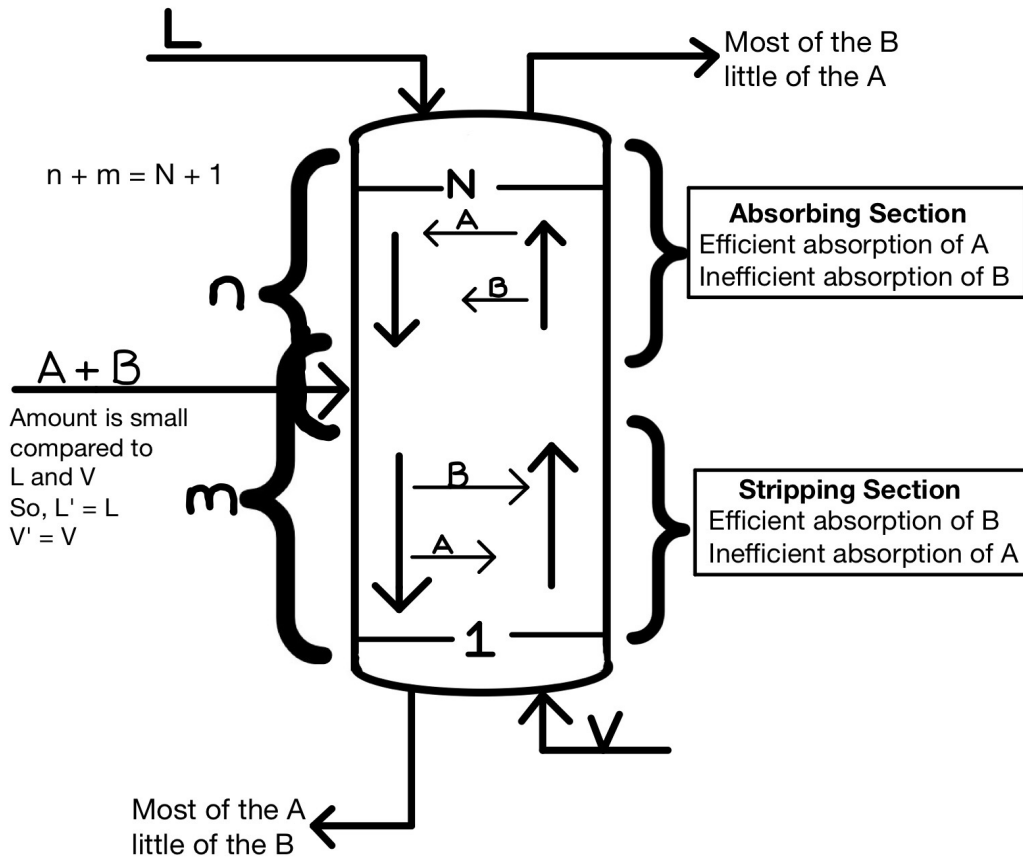 L
Most of the B
little of the A
n + m = N + 1
N
A
B
Absorbing Section
Efficient absorption of A
Inefficient absorption of B
n
A + B
Amount is small
compared to
L and V
So, L' = L
V' = V
m
B
A
Stripping Section
Efficient absorption of B
Inefficient absorption of A
1
V
Most of the A
little of the B